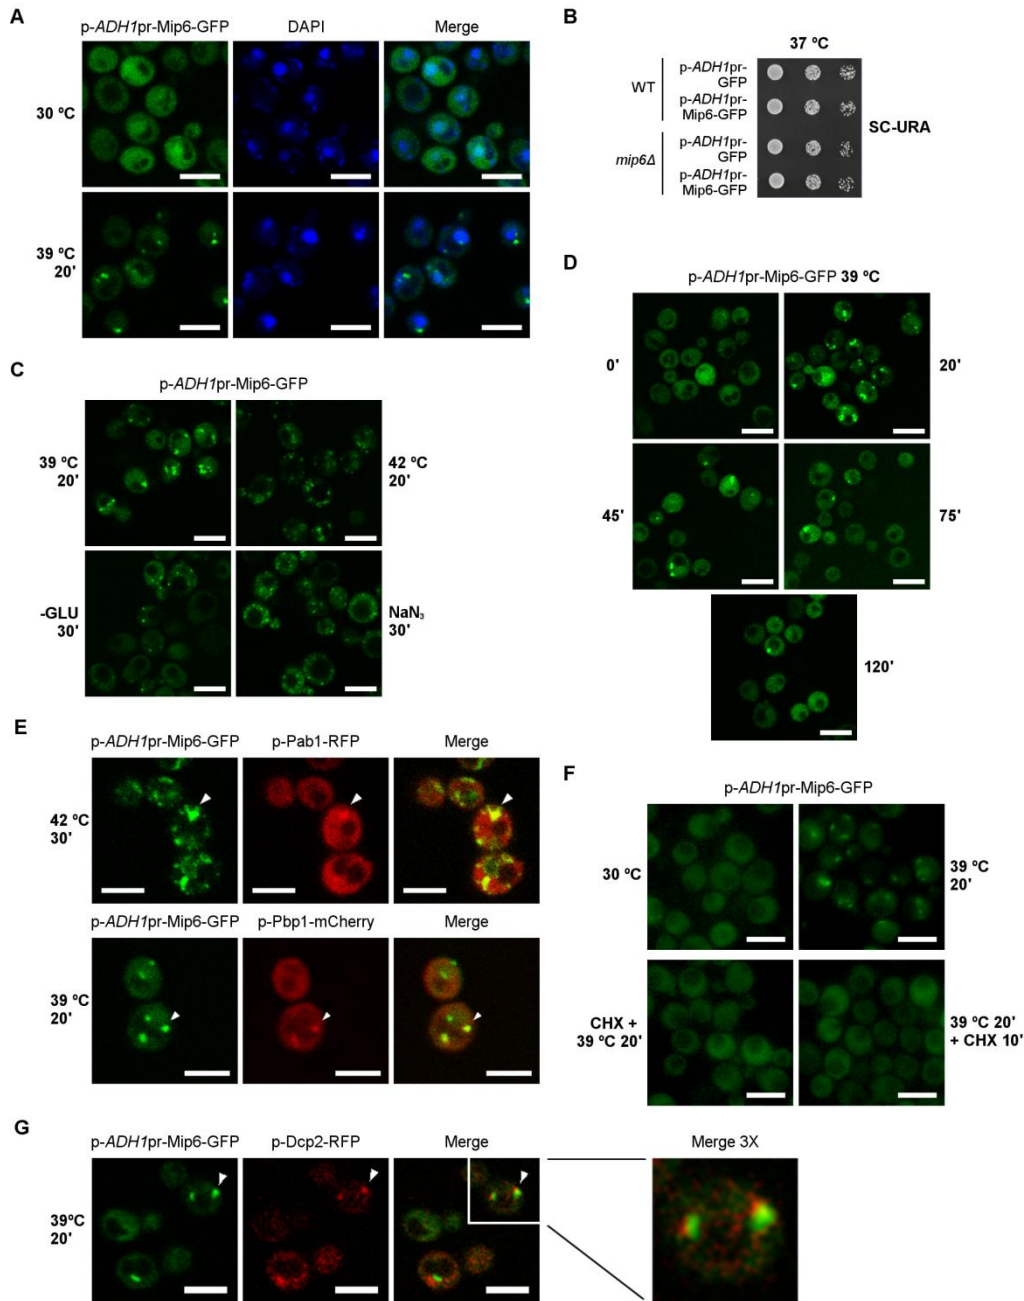 A
p-ADH1pr-Mip6-GFP
DAPI
Merge
30 ºC
39 ºC
20'
B
37 ºC
WT
p-ADH1pr-
GFP
p-ADH1pr-
Mip6-GFP
mip6Δ
p-ADH1pr-
GFP
p-ADH1pr-
Mip6-GFP
SC-URA
C
p-ADH1pr-Mip6-GFP
39 ºC
20'
42 ºC
20'
-GLU
30'
NaN₃
30'
D
p-ADH1pr-Mip6-GFP 39 ºC
0'
20'
45'
75'
120'
E
p-ADH1pr-Mip6-GFP
p-Pab1-RFP
Merge
42 ºC
30'
p-ADH1pr-Mip6-GFP
p-Pbp1-mCherry
Merge
39 ºC
20'
F
p-ADH1pr-Mip6-GFP
30 ºC
39 ºC
20'
CHX +
39 ºC 20'
39 ºC 20'
+ CHX 10'
G
p-ADH1pr-Mip6-GFP
p-Dcp2-RFP
Merge
Merge 3X
39ºC
20'